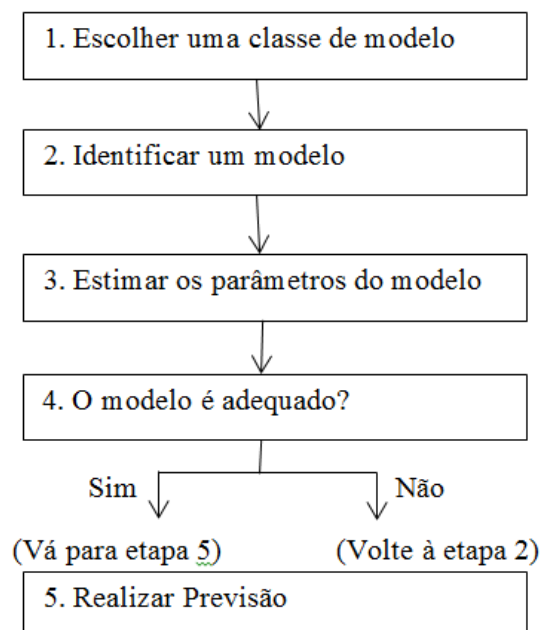 1. Escolher uma classe de modelo
2. Identificar um modelo
3. Estimar os parâmetros do modelo
4. O modelo é adequado?
Sim
Não
(Vá para etapa 5)
(Volte à etapa 2)
5. Realizar Previsão